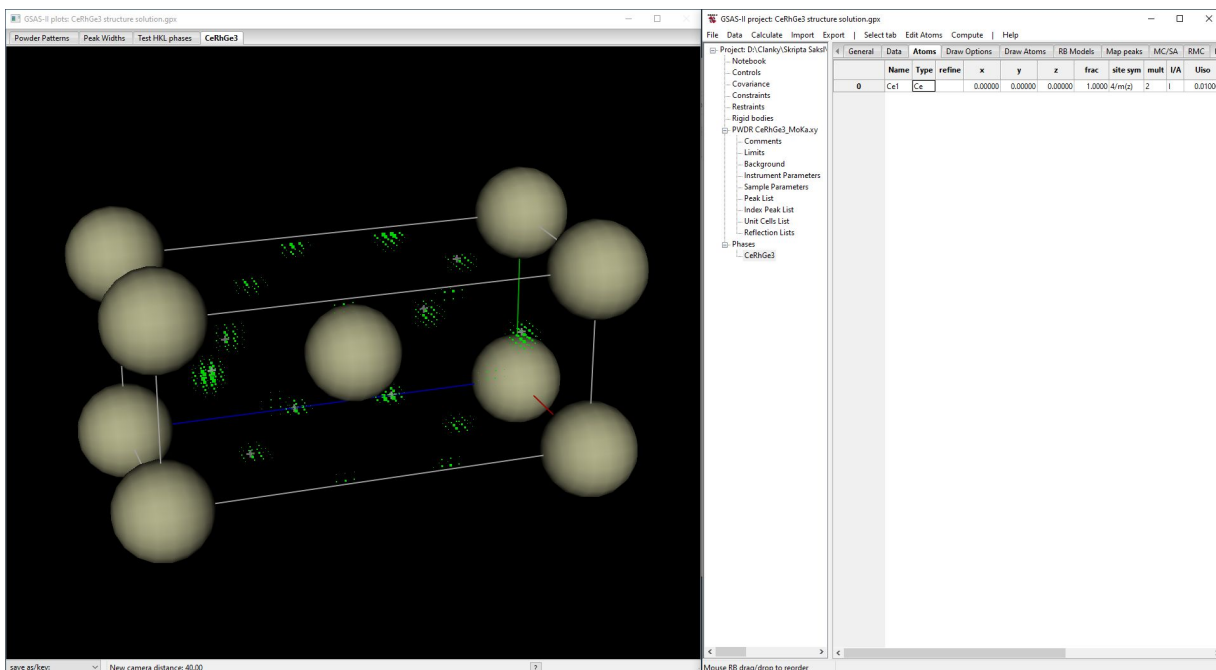 GSAS-II plots: CeRhGe3 structure solution.gpx
Powder Patterns Peak Widths Test HKL phases CeRhGe3
save as/key: New camera distance: 40.00 ?
GSAS-II project: CeRhGe3 structure solution.gpx
File Data Calculate Import Export | Select tab Edit Atoms Compute | Help
Project: D:\Clanky\Skripta Saksl\
Notebook
Controls
Covariance
Constraints
Restraints
Rigid bodies
PWDR CeRhGe3_MoKa.xy
Comments
Limits
Background
Instrument Parameters
Sample Parameters
Peak List
Index Peak List
Unit Cells List
Reflection Lists
Phases
CeRhGe3
General Data Atoms Draw Options Draw Atoms RB Models Map peaks MC/SA RMC
Name Type refine x y z frac site sym mult I/A Uiso
0 Ce1 Ce 0.00000 0.00000 0.00000 1.0000 4/m(z) 2 I 0.0100
Mouse RB drag/drop to reorder